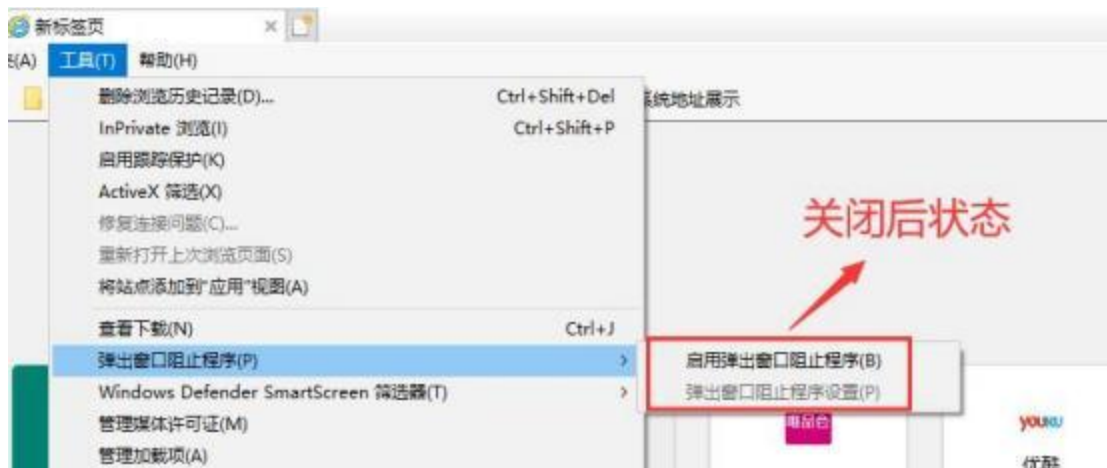 新标签页
工具(T) 帮助(H)
删除浏览历史记录(D)... Ctrl+Shift+Del
系统地址展示
InPrivate 浏览(I) Ctrl+Shift+P
启用跟踪保护(K)
ActiveX 筛选(X)
修复连接问题(C)...
重新打开上次浏览页面(S)
将站点添加到“应用”视图(A)
关闭后状态
查看下载(N) Ctrl+J
弹出窗口阻止程序(P)
启用弹出窗口阻止程序(B)
Windows Defender SmartScreen 筛选器(T)
弹出窗口阻止程序设置(P)
管理媒体许可证(M)
唯品会
YOUKU
管理加载项(A)
优酷